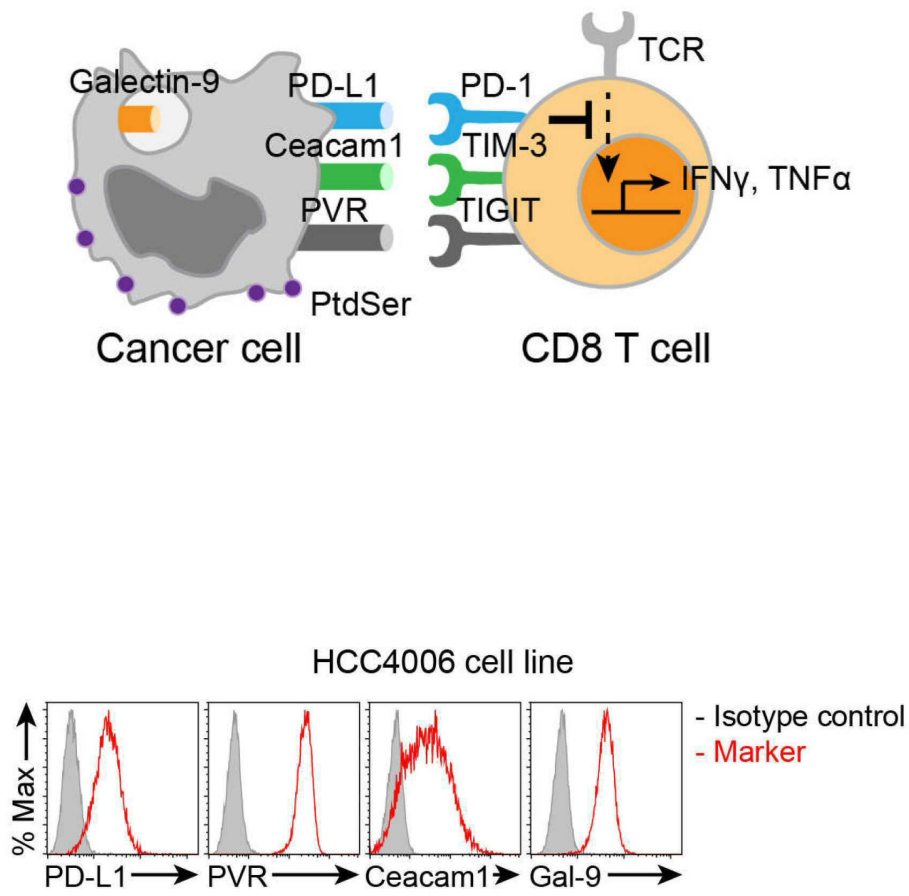 TCR
Galectin-9
PD-L1
PD-1
Ceacam1
TIM-3
IFNγ, TNFα
PVR
TIGIT
PtdSer
Cancer cell
CD8 T cell
HCC4006 cell line
% Max
- Isotype control
- Marker
PD-L1
PVR
Ceacam1
Gal-9